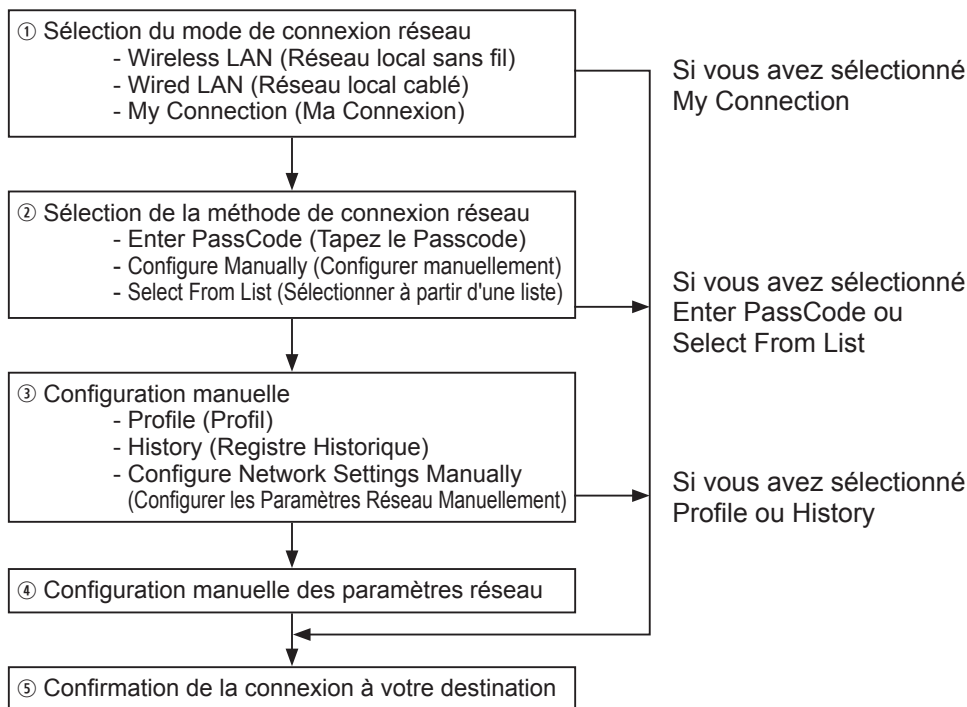 ① Sélection du mode de connexion réseau
- Wireless LAN (Réseau local sans fil)
- Wired LAN (Réseau local cablé)
- My Connection (Ma Connexion)
Si vous avez sélectionné
My Connection
② Sélection de la méthode de connexion réseau
- Enter PassCode (Tapez le Passcode)
- Configure Manually (Configurer manuellement)
- Select From List (Sélectionner à partir d'une liste)
Si vous avez sélectionné
Enter PassCode ou
Select From List
③ Configuration manuelle
- Profile (Profil)
- History (Registre Historique)
- Configure Network Settings Manually
(Configurer les Paramètres Réseau Manuellement)
Si vous avez sélectionné
Profile ou History
④ Configuration manuelle des paramètres réseau
⑤ Confirmation de la connexion à votre destination